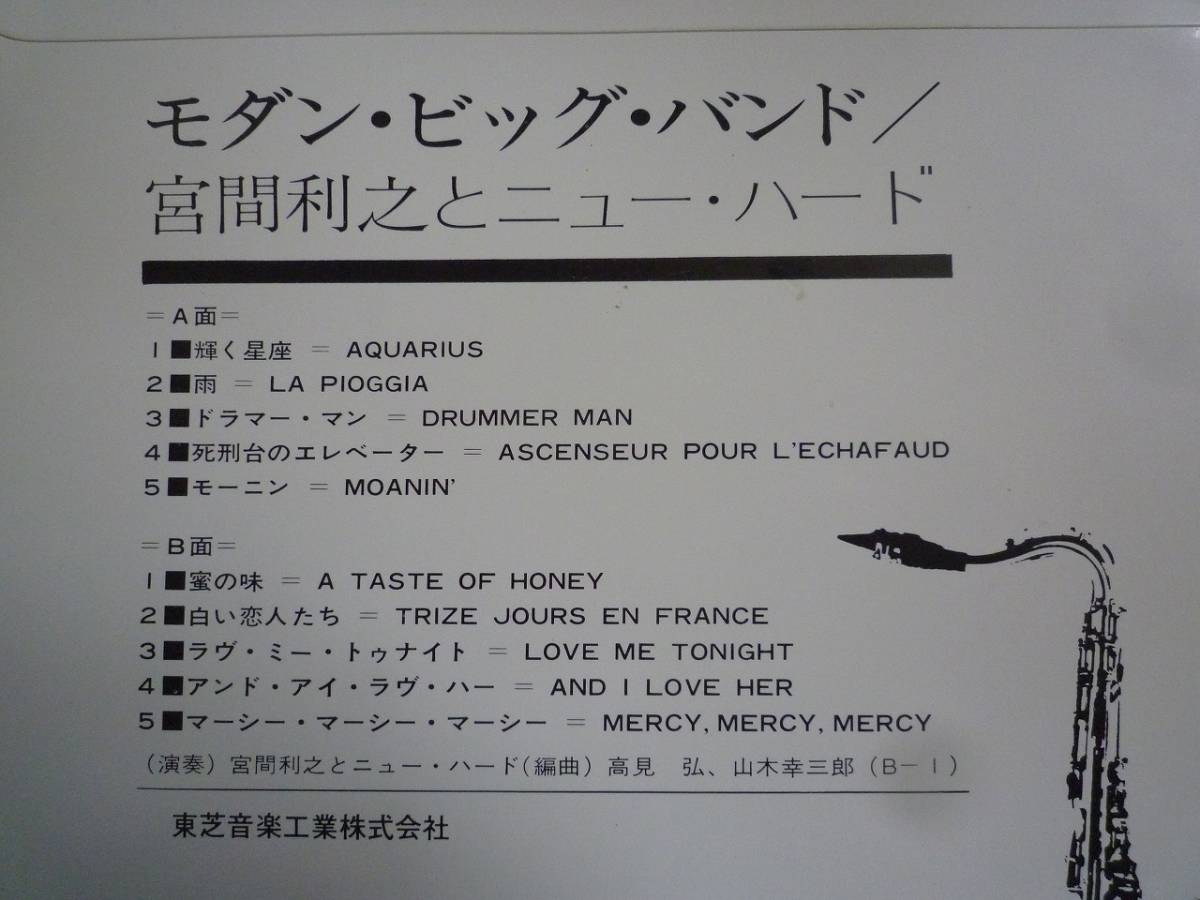 モダン・ビッグ・バンド／
宮間利之とニュー・ハード
＝A面＝
1■輝く星座 ＝ AQUARIUS
2■雨 ＝ LA PIOGGIA
3■ドラマー・マン ＝ DRUMMER MAN
4■死刑台のエレベーター ＝ ASCENSEUR POUR L'ECHAFAUD
5■モーニン ＝ MOANIN'
＝B面＝
1■蜜の味 ＝ A TASTE OF HONEY
2■白い恋人たち ＝ TRIZE JOURS EN FRANCE
3■ラヴ・ミー・トゥナイト ＝ LOVE ME TONIGHT
4■アンド・アイ・ラヴ・ハー ＝ AND I LOVE HER
5■マーシー・マーシー・マーシー ＝ MERCY, MERCY, MERCY
(演奏) 宮間利之とニュー・ハード(編曲) 高見 弘、山木幸三郎 (B－1)
東芝音楽工業株式会社